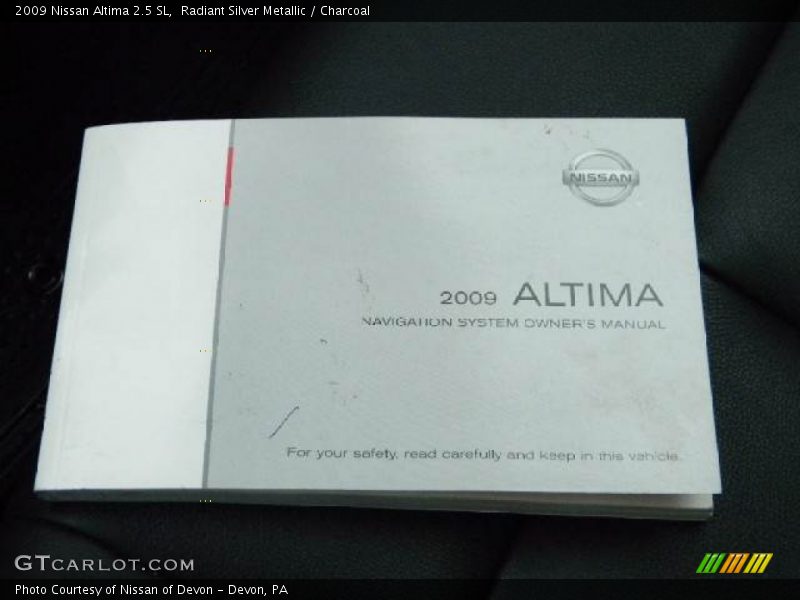 2009 Nissan Altima 2.5 SL,  Radiant Silver Metallic / Charcoal
NISSAN
2009 ALTIMA
NAVIGATION SYSTEM OWNER'S MANUAL
For your safety, read carefully and keep in this vehicle.
GTCARLOT.COM
Photo Courtesy of Nissan of Devon - Devon, PA